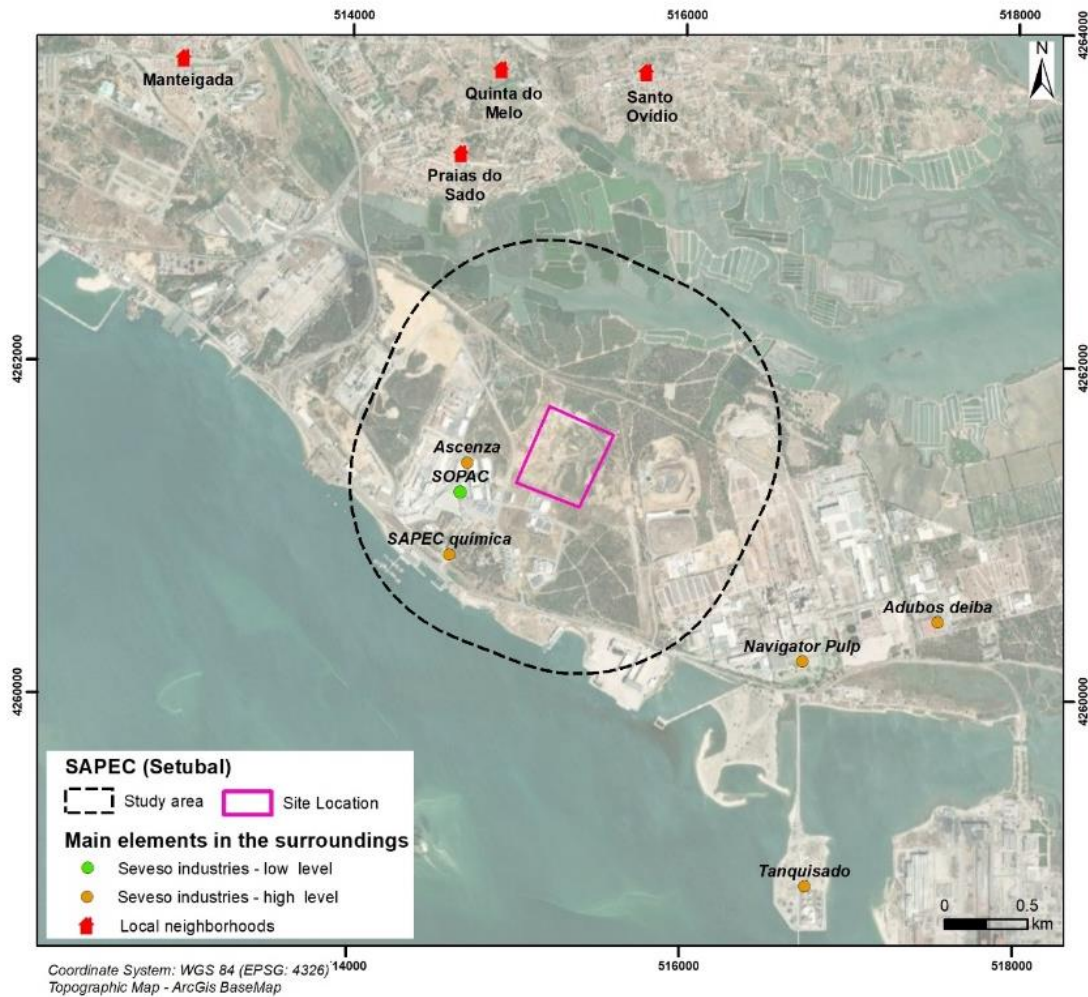 514000
516000
518000
4264000
4264000
N
Manteigada
Quinta do
Melo
Santo
Ovidio
Praias do
Sado
4262000
4262000
Ascenza
SOPAC
SAPEC química
Adubos deiba
Navigator Pulp
4260000
4260000
SAPEC (Setubal)
Study area
Site Location
Main elements in the surroundings
Seveso industries - low level
Seveso industries - high level
Local neighborhoods
Tanquisado
0 0.5
km
14000
516000
518000
Coordinate System: WGS 84 (EPSG: 4326)
Topographic Map - ArcGis BaseMap